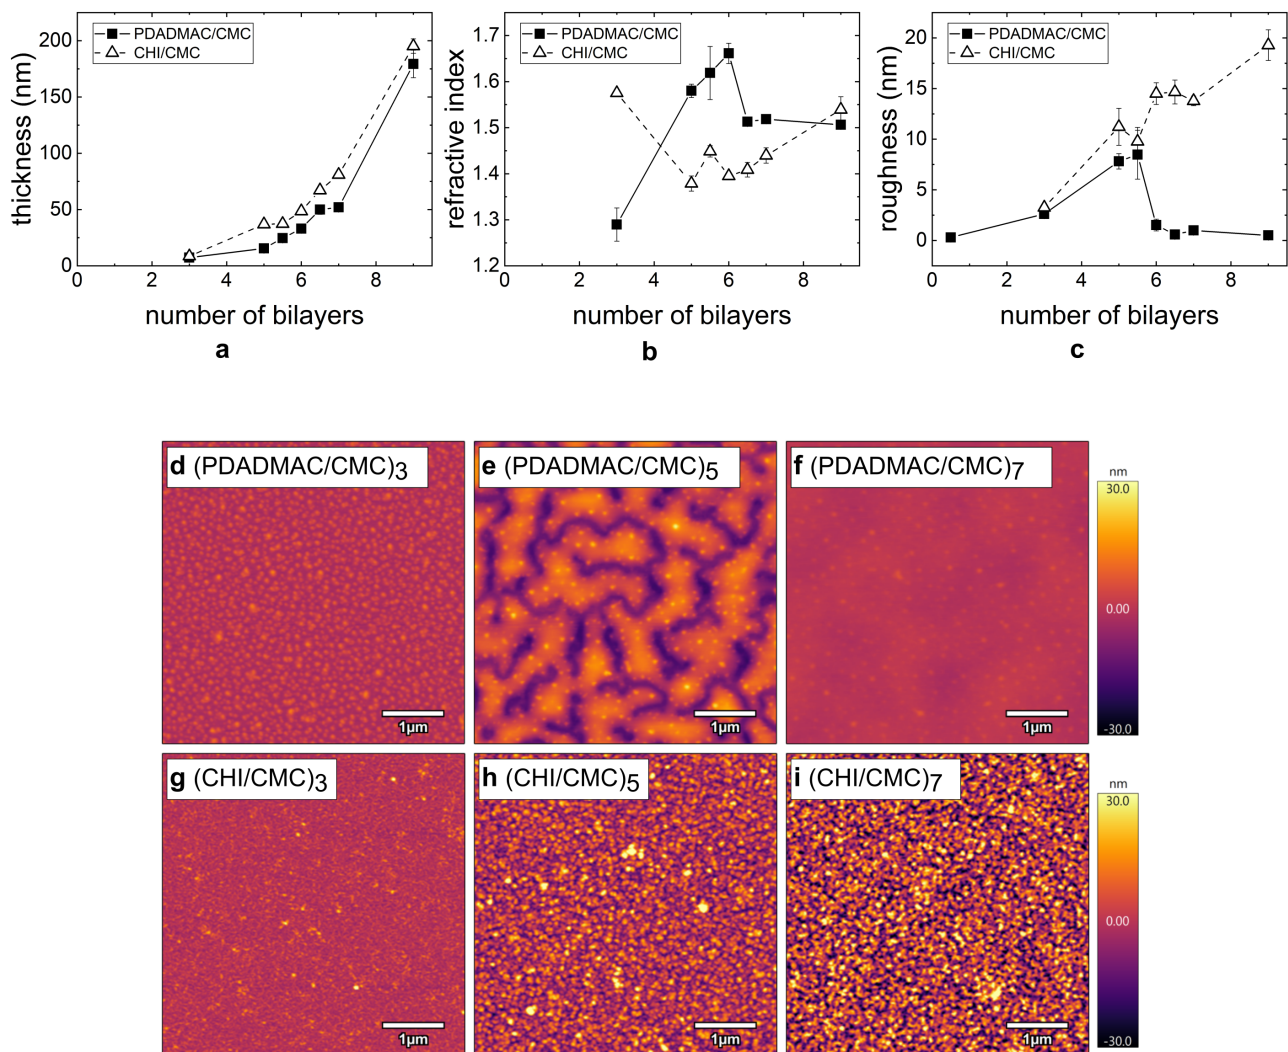 PDADMAC/CMC
CHI/CMC
thickness (nm)
200
150
100
50
0
0 2 4 6 8
number of bilayers
a
PDADMAC/CMC
CHI/CMC
refractive index
1.7
1.6
1.5
1.4
1.3
1.2
0 2 4 6 8
number of bilayers
b
PDADMAC/CMC
CHI/CMC
roughness (nm)
20
15
10
5
0
0 2 4 6 8
number of bilayers
c
d (PDADMAC/CMC)3
1µm
e (PDADMAC/CMC)5
1µm
f (PDADMAC/CMC)7
1µm
nm
30.0
0.00
-30.0
g (CHI/CMC)3
1µm
h (CHI/CMC)5
1µm
i (CHI/CMC)7
1µm
nm
30.0
0.00
-30.0